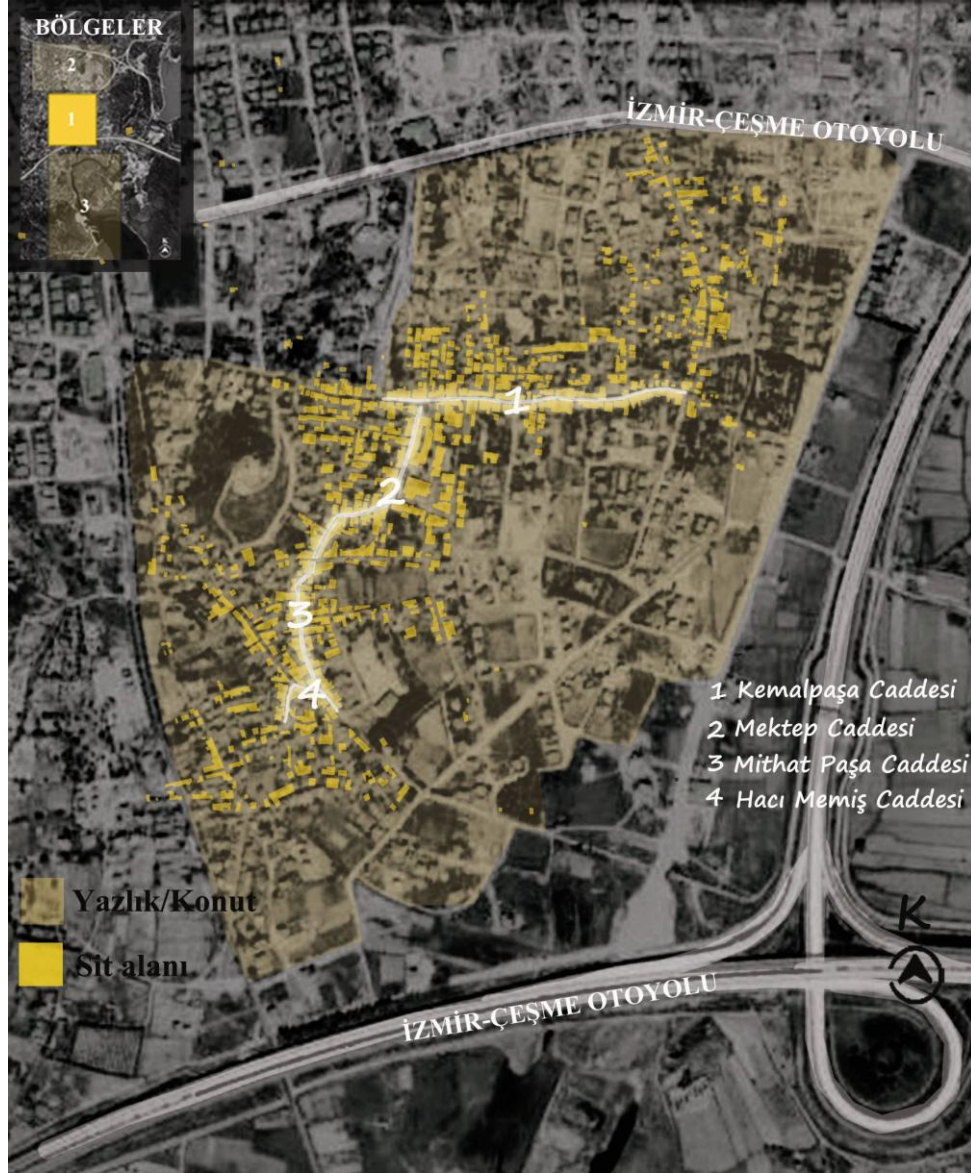 BÖLGELER
2
1
3
K
İZMİR-ÇEŞME OTOYOLU
1
2
3
4
1 Kemalpaşa Caddesi
2 Mektep Caddesi
3 Mithat Paşa Caddesi
4 Hacı Memiş Caddesi
Yazlık/Konut
Sit alanı
K
İZMİR-ÇEŞME OTOYOLU